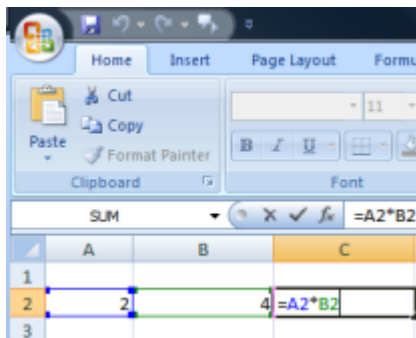 Home Insert Page Layout Formu
Cut
Copy
Format Painter
Paste
11
B I U
Clipboard Font
SUM fx =A2*B2
A B C
1
2 2 4 =A2*B2
3